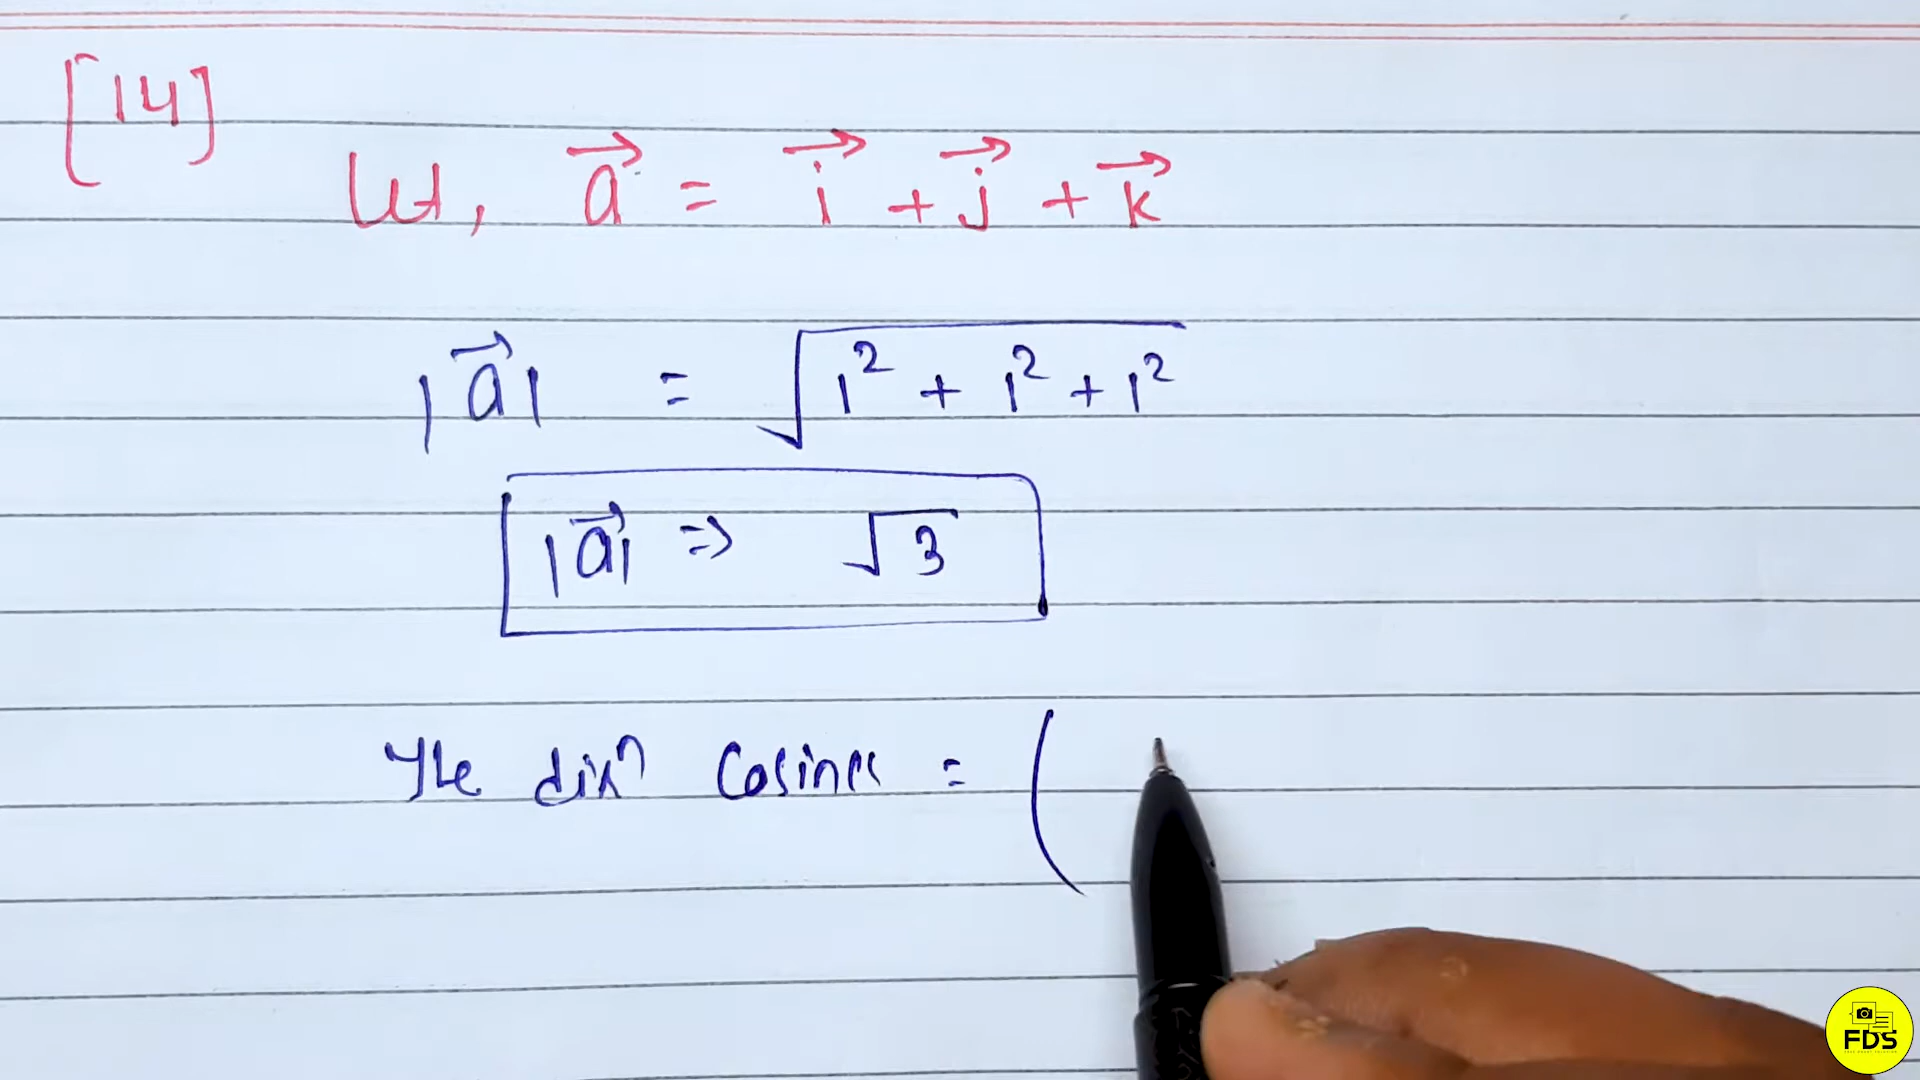 [14]
Let, a⃗ = i⃗ + j⃗ + k⃗
|a⃗| = √(1² + 1² + 1²)
|a⃗| ⇒ √3
The dirⁿ Cosines = (
FDS